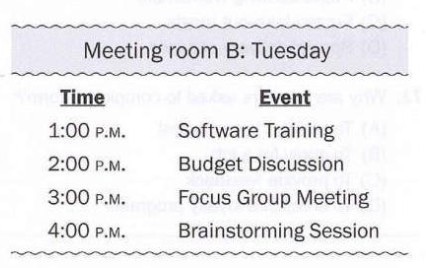 Meeting room B: Tuesday
Time Event
1:00 P.M. Software Training
2:00 P.M. Budget Discussion
3:00 P.M. Focus Group Meeting
4:00 P.M. Brainstorming Session